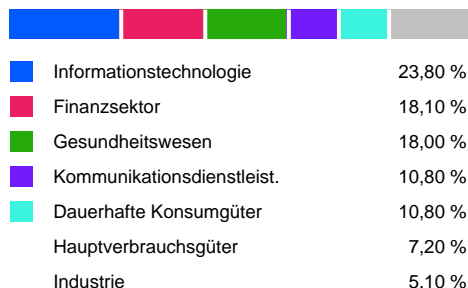 Informationstechnologie 23,80 %
Finanzsektor 18,10 %
Gesundheitswesen 18,00 %
Kommunikationsdienstleist. 10,80 %
Dauerhafte Konsumgüter 10,80 %
Hauptverbrauchsgüter 7,20 %
Industrie 5,10 %